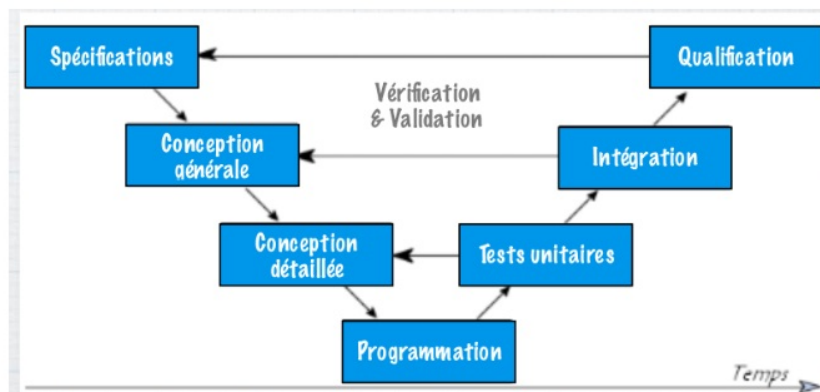 Spécifications
Qualification
Vérification
& Validation
Conception
générale
Intégration
Conception
détaillée
Tests unitaires
Programmation
Temps